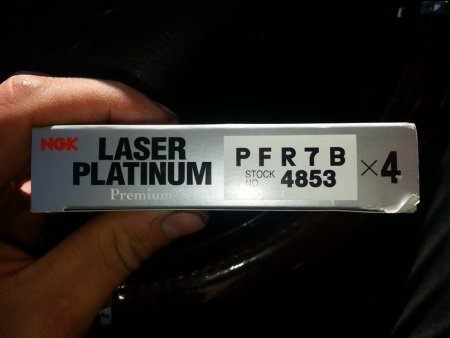 NGK
LASER
PLATINUM
Premium
PFR7B
STOCK
NO.
4853
×4